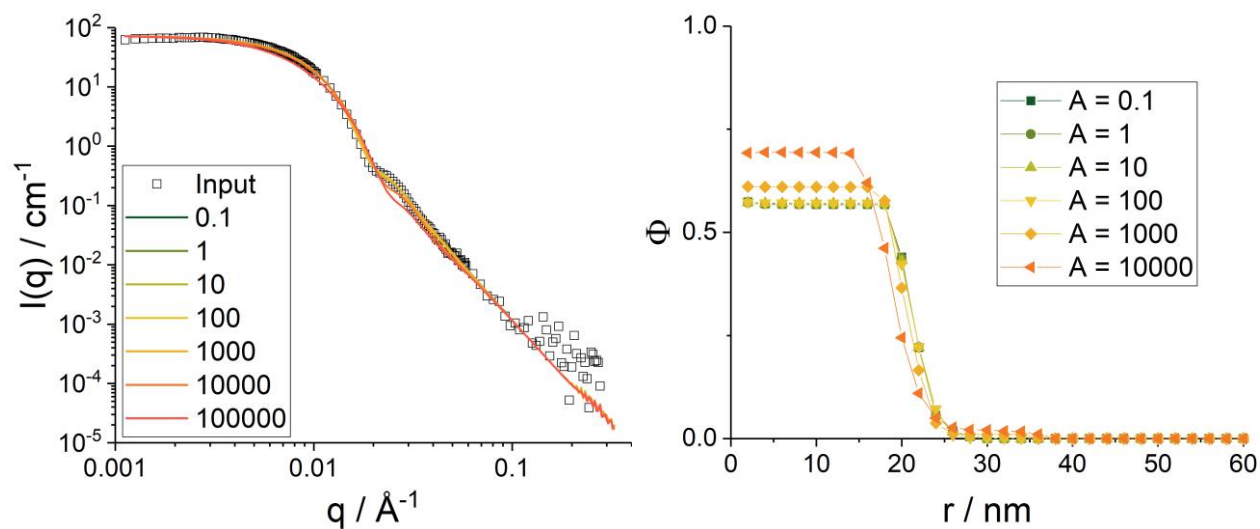 10²
10¹
10⁰
10⁻¹
10⁻²
10⁻³
10⁻⁴
10⁻⁵
I(q) / cm⁻¹
Input
0.1
1
10
100
1000
10000
100000
0.001
0.01
0.1
q / Å⁻¹
1.0
0.5
0.0
Φ
A = 0.1
A = 1
A = 10
A = 100
A = 1000
A = 10000
0 10 20 30 40 50 60
r / nm